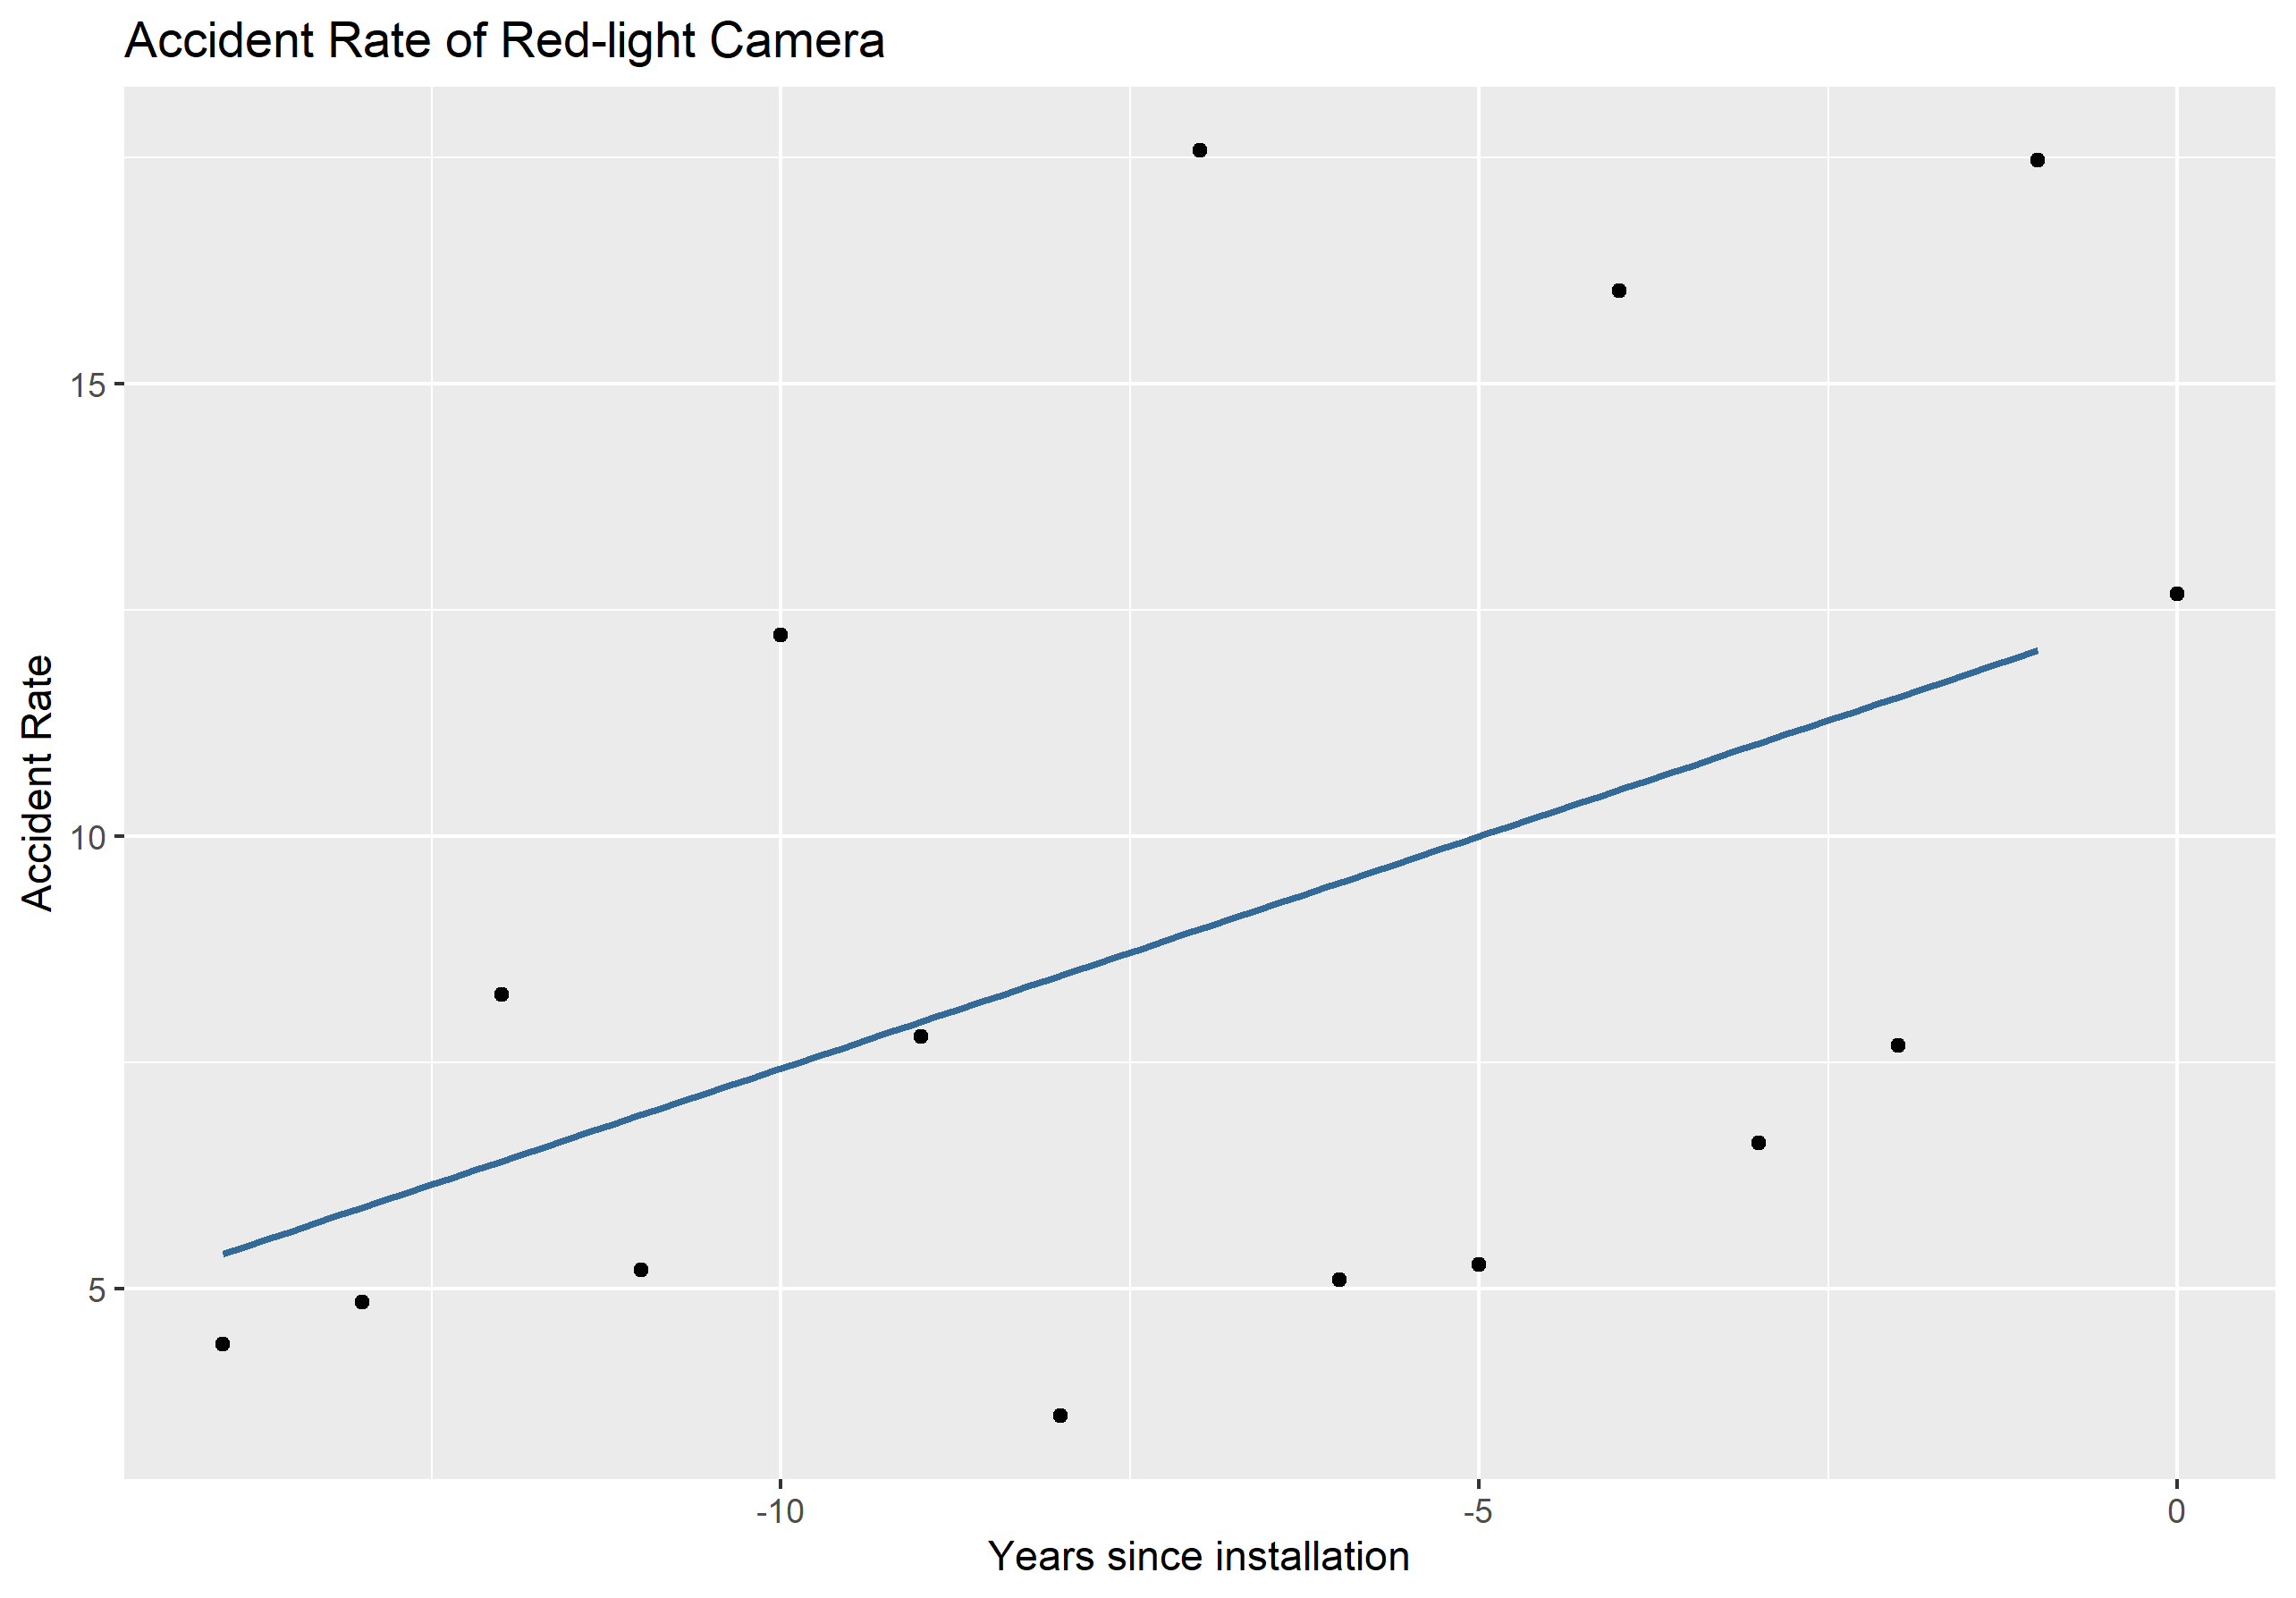 Accident Rate of Red-light Camera
15
10
5
Accident Rate
-10
-5
0
Years since installation